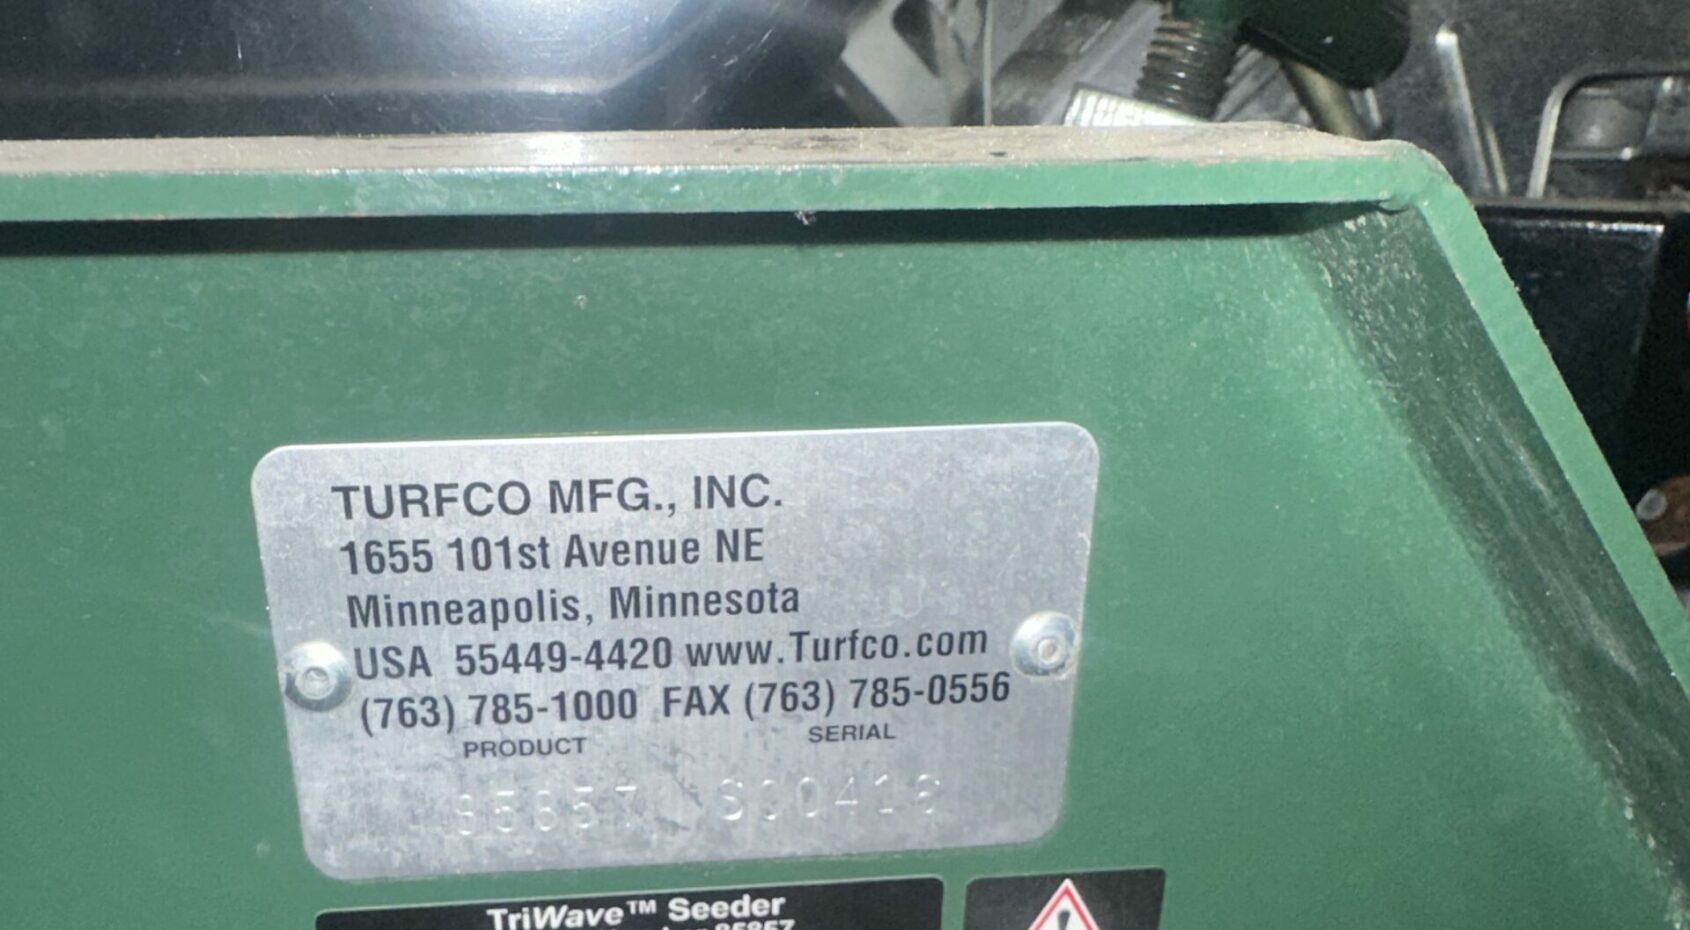 TURFCO MFG., INC.
1655 101st Avenue NE
Minneapolis, Minnesota
USA 55449-4420 www.Turfco.com
(763) 785-1000 FAX (763) 785-0556
PRODUCT SERIAL
85857
TriWave™ Seeder
85857